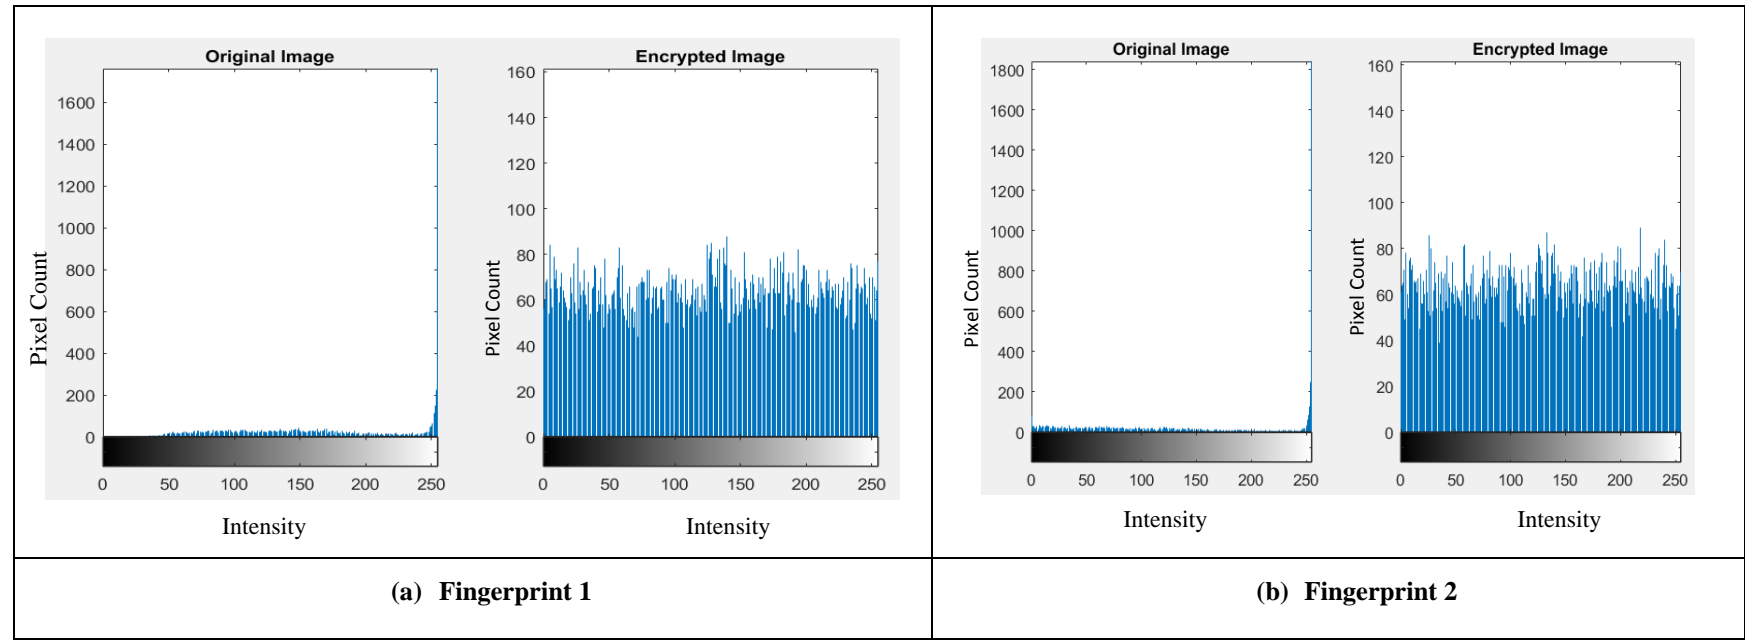 Original Image
Pixel Count
1600
1400
1200
1000
800
600
400
200
0
0 50 100 150 200 250
Intensity
Encrypted Image
Pixel Count
160
140
120
100
80
60
40
20
0
0 50 100 150 200 250
Intensity
(a) Fingerprint 1
Original Image
Pixel Count
1800
1600
1400
1200
1000
800
600
400
200
0
0 50 100 150 200 250
Intensity
Encrypted Image
Pixel Count
160
140
120
100
80
60
40
20
0
0 50 100 150 200 250
Intensity
(b) Fingerprint 2